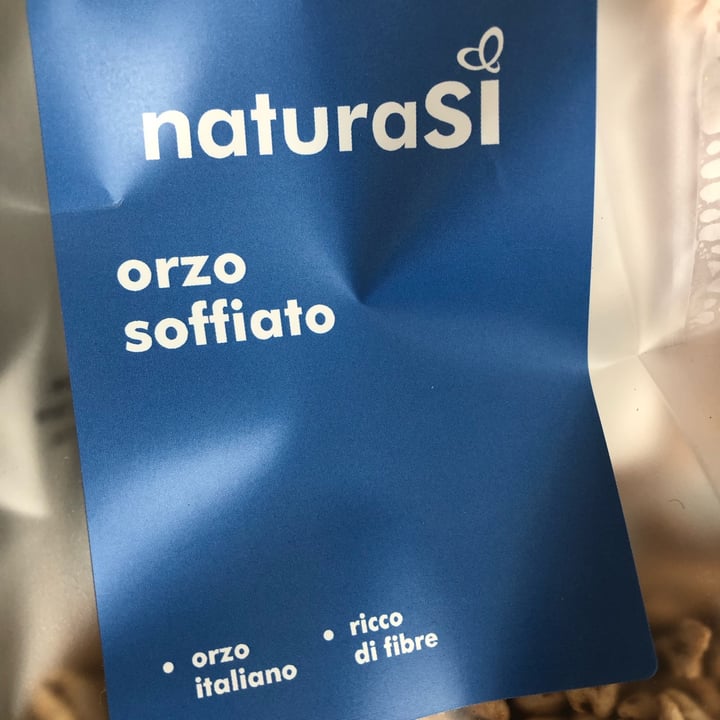 naturaSì
orzo
soffiato
• orzo
italiano
• ricco
di fibre